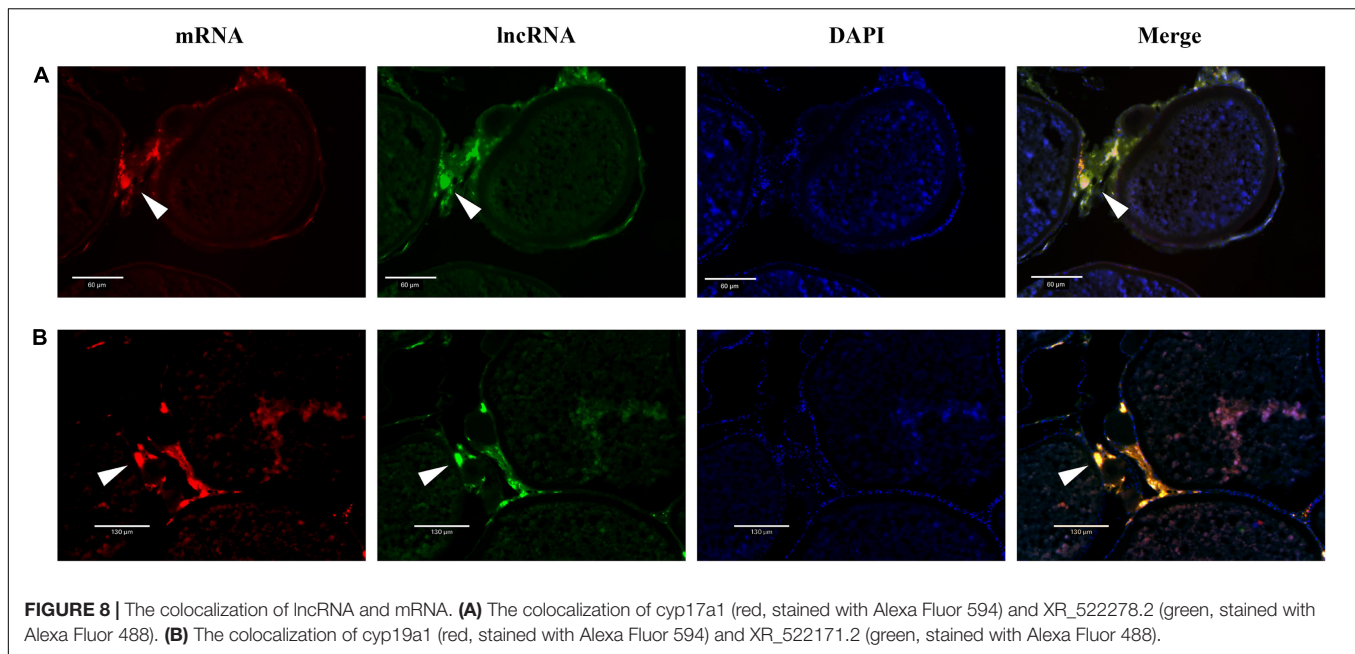 mRNA lncRNA DAPI Merge
A
60 µm 60 µm 60 µm 60 µm
B
130 µm 130 µm 130 µm 130 µm
FIGURE 8 | The colocalization of lncRNA and mRNA. (A) The colocalization of cyp17a1 (red, stained with Alexa Fluor 594) and XR_522278.2 (green, stained with
Alexa Fluor 488). (B) The colocalization of cyp19a1 (red, stained with Alexa Fluor 594) and XR_522171.2 (green, stained with Alexa Fluor 488).